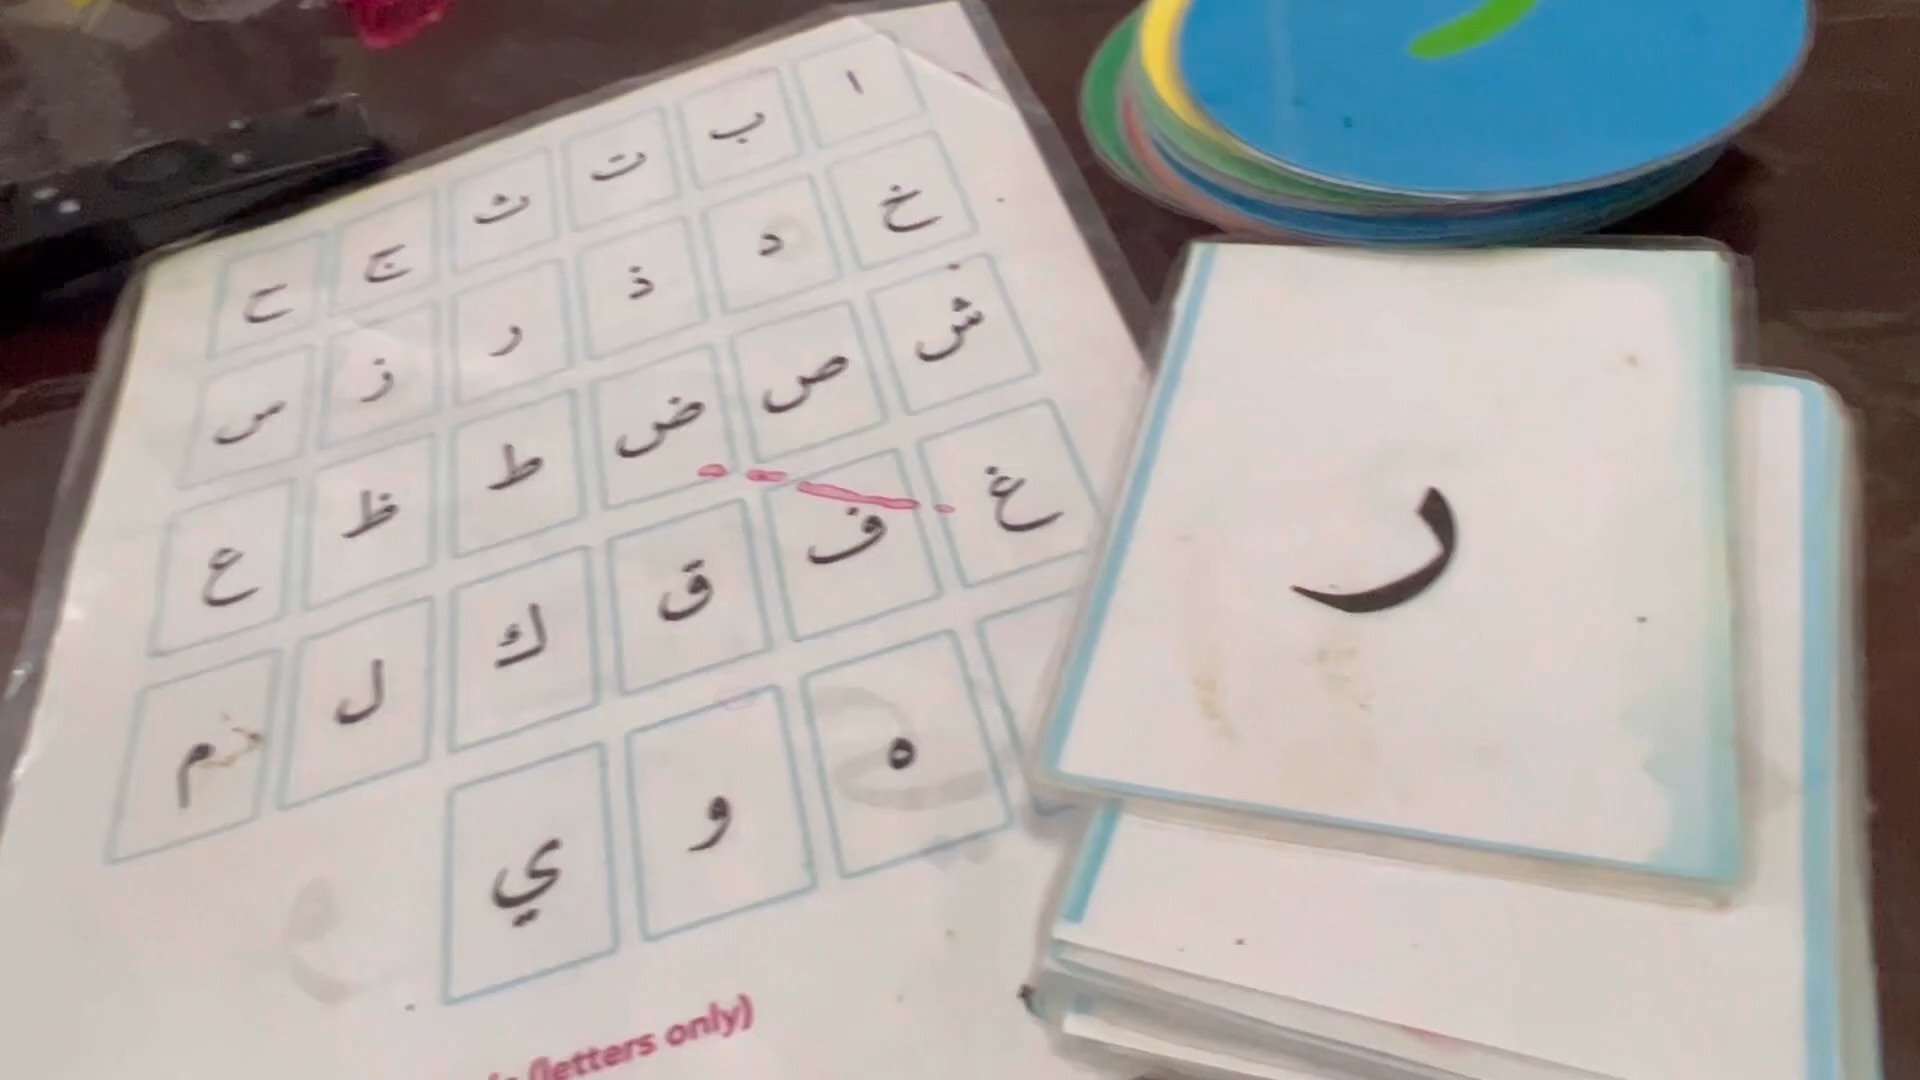 ا ب ت ث ج ح
خ د ذ ر ز س
ش ص ض ط ظ ع
غ ف ق ك ل م
ه و ي
(letters only)
ر